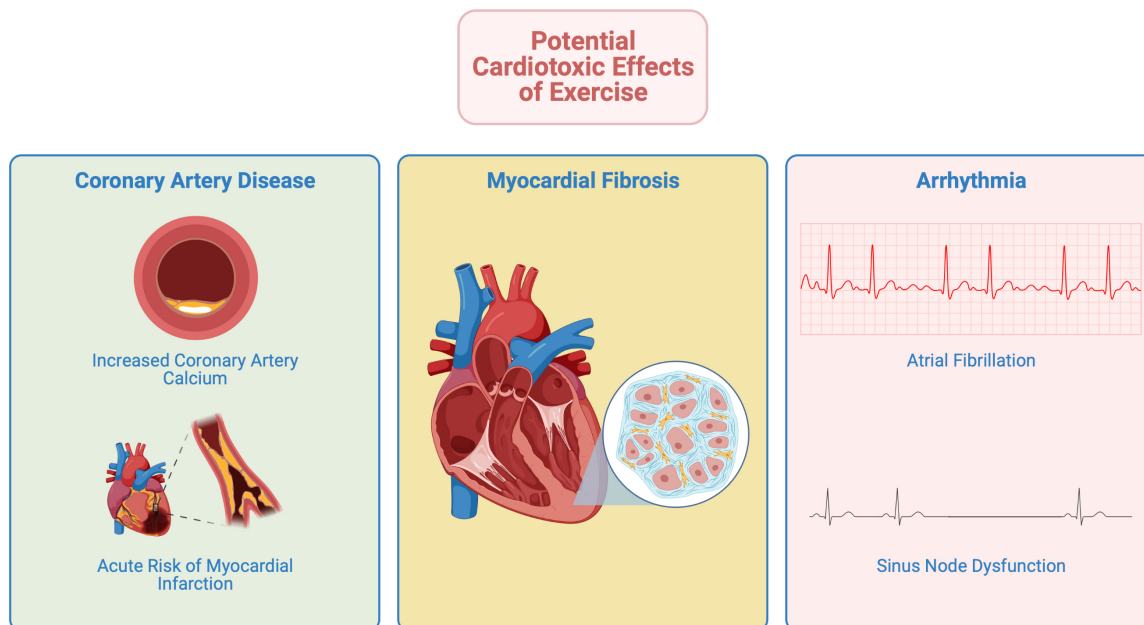 Potential
Cardiotoxic Effects
of Exercise
Coronary Artery Disease
Increased Coronary Artery
Calcium
Acute Risk of Myocardial
Infarction
Myocardial Fibrosis
Arrhythmia
Atrial Fibrillation
Sinus Node Dysfunction